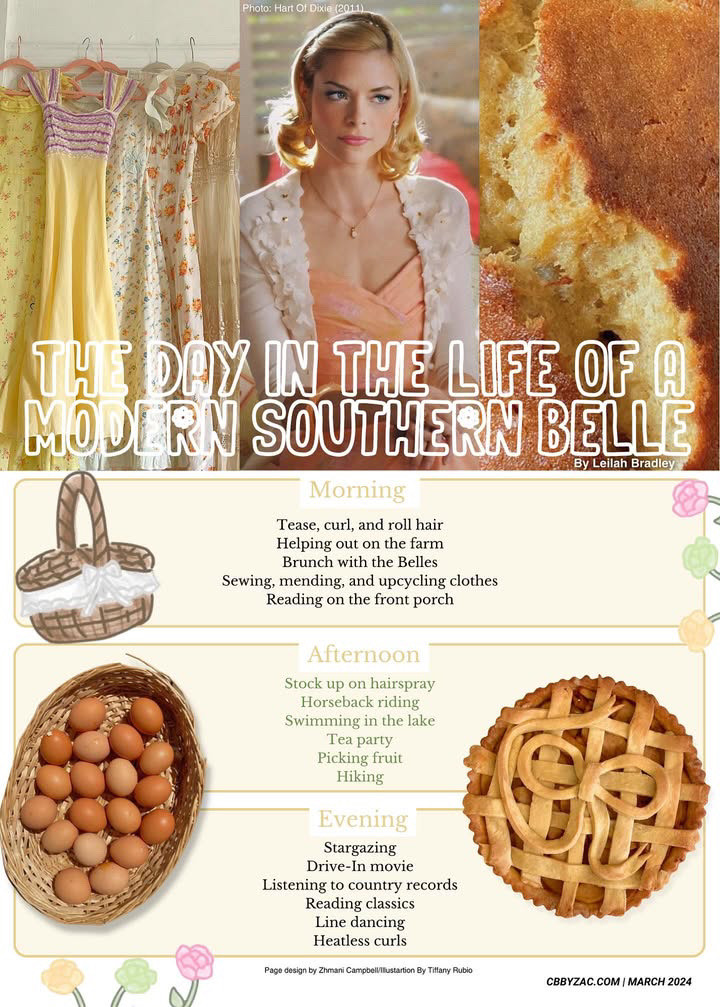 Photo: Hart Of Dixie (2011)
THE DAY IN THE LIFE OF A
MODERN SOUTHERN BELLE
By Leilah Bradley
Morning
Tease, curl, and roll hair
Helping out on the farm
Brunch with the Belles
Sewing, mending, and upcycling clothes
Reading on the front porch
Afternoon
Stock up on hairspray
Horseback riding
Swimming in the lake
Tea party
Picking fruit
Hiking
Evening
Stargazing
Drive-In movie
Listening to country records
Reading classics
Line dancing
Heatless curls
Page design by Zhmani Campbell/Illustartion By Tiffany Rubio
CBBYZAC.COM | MARCH 2024